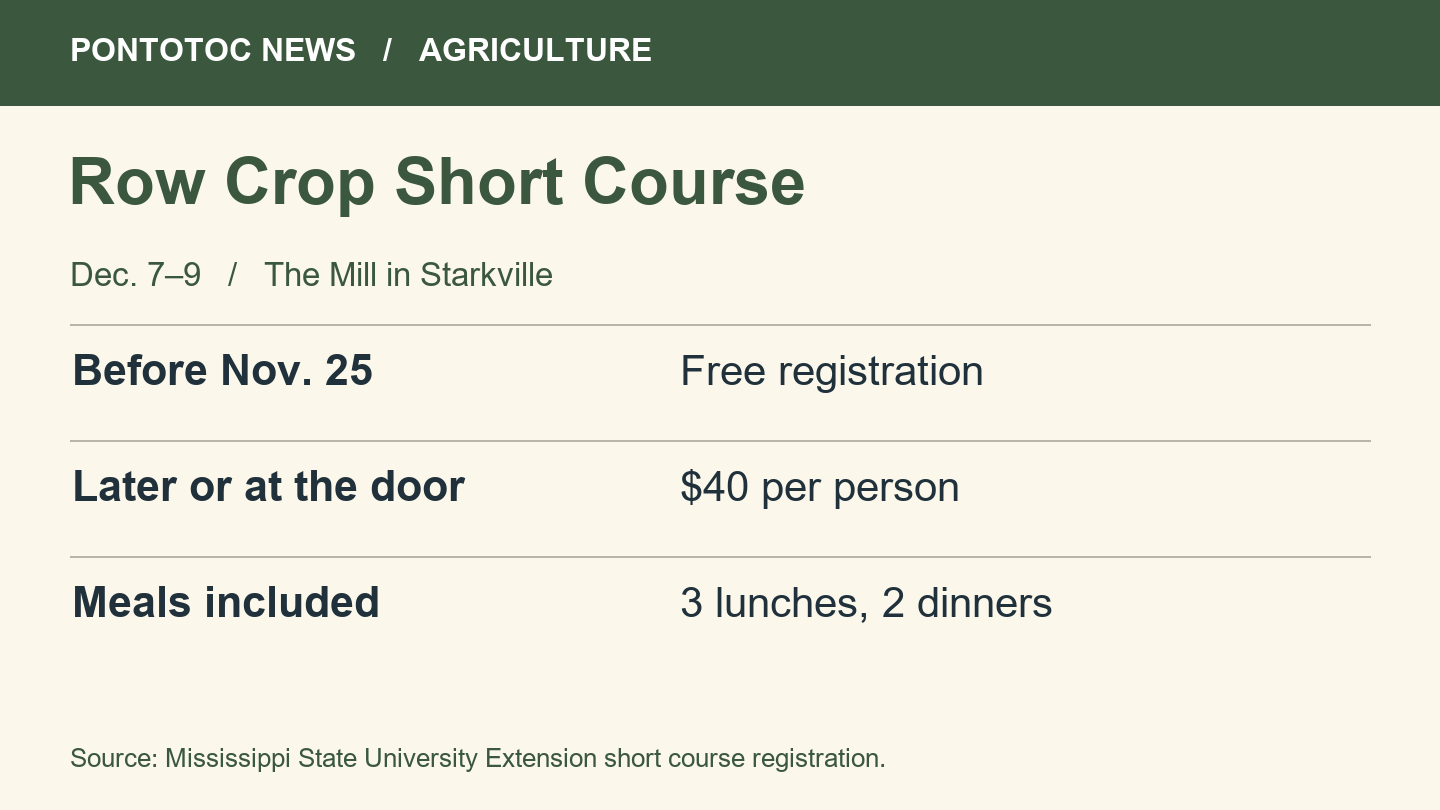 PONTOTOC NEWS / AGRICULTURE
Row Crop Short Course
Dec. 7–9 / The Mill in Starkville
Before Nov. 25 Free registration
Later or at the door $40 per person
Meals included 3 lunches, 2 dinners
Source: Mississippi State University Extension short course registration.